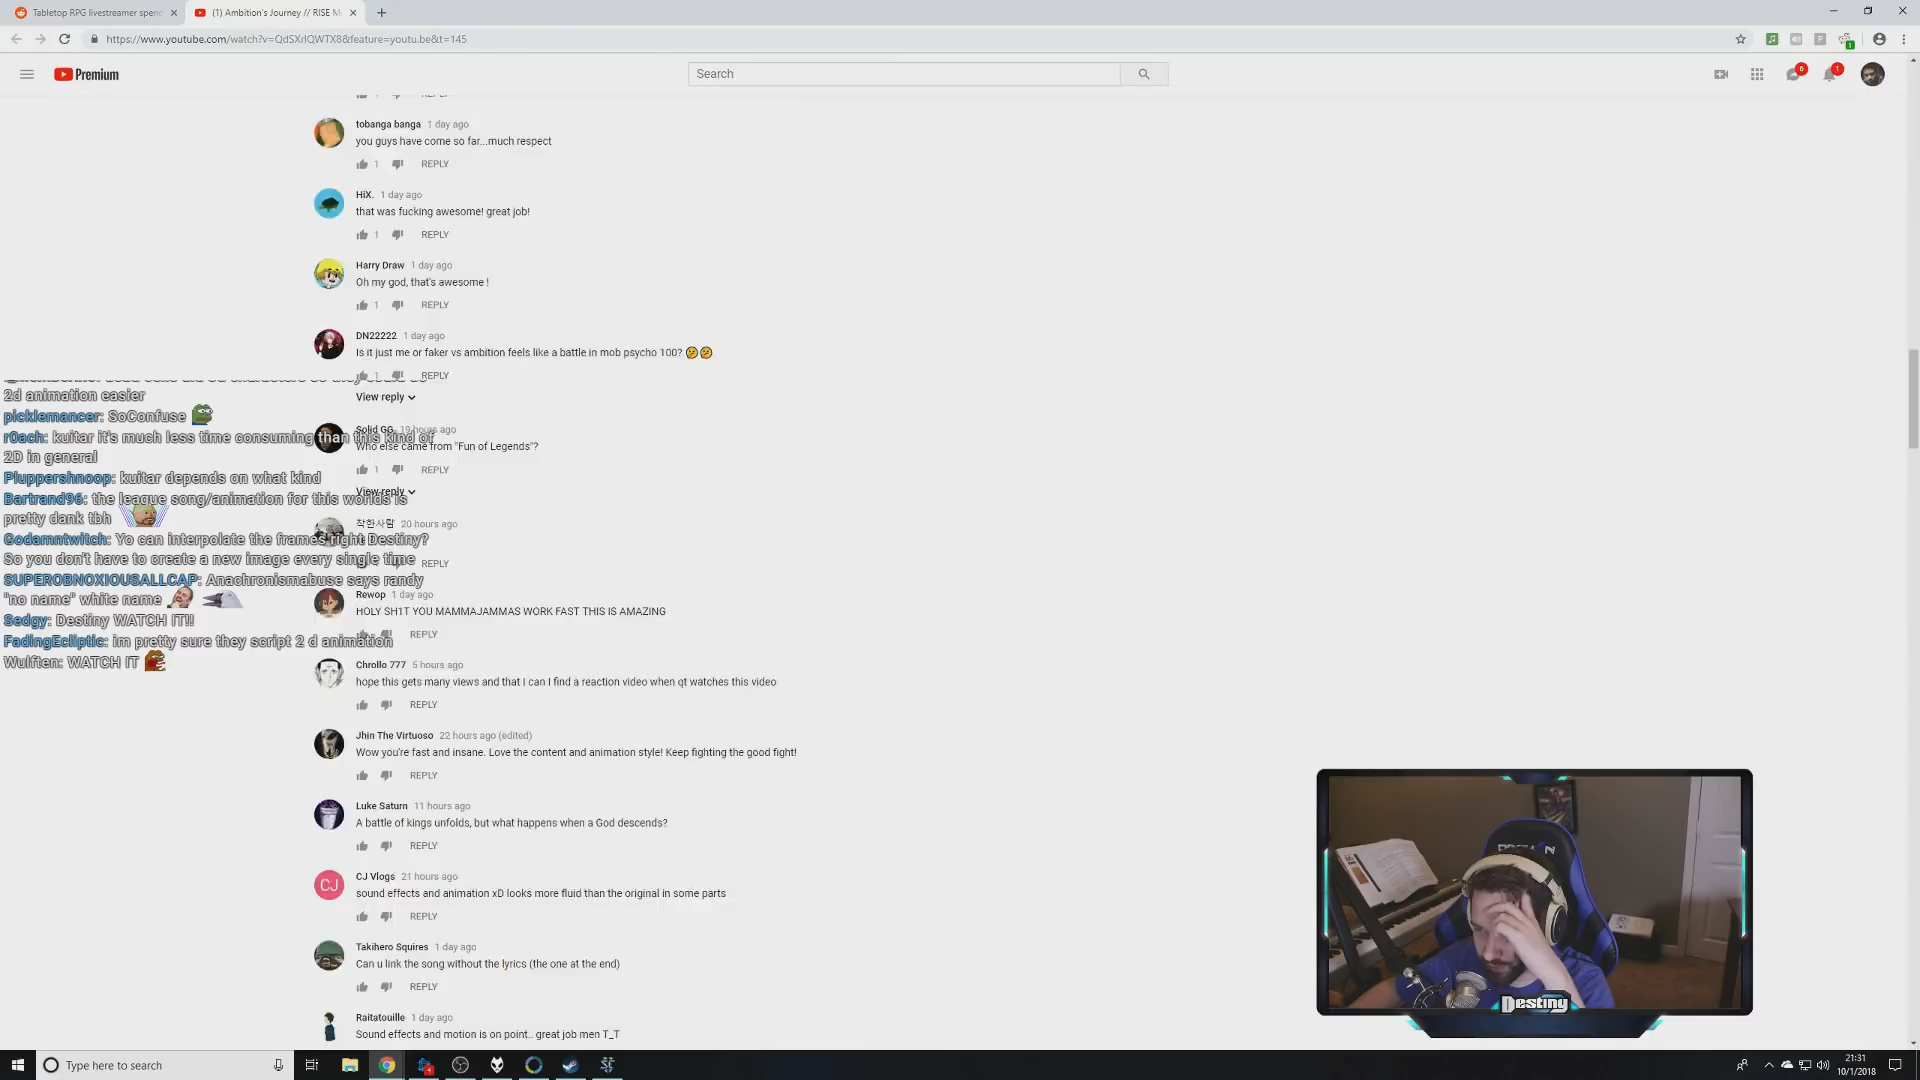 Tabletop RPG livestreamer spen
(1) Ambition's Journey // RISE M
https://www.youtube.com/watch?v=QdSXrlQWTX8&feature=youtu.be&t=145
Premium
Search
6
1
REPLY
tobanga banga 1 day ago
you guys have come so far...much respect
1 REPLY
HiX. 1 day ago
that was fucking awesome! great job!
1 REPLY
Harry Draw 1 day ago
Oh my god, that's awesome !
1 REPLY
DN22222 1 day ago
Is it just me or faker vs ambition feels like a battle in mob psycho 100? 🤔🤔
1 REPLY
View reply
Solid GG 19 hours ago
Who else came from "Fun of Legends"?
1 REPLY
View reply
착한사람 20 hours ago
REPLY
Rewop 1 day ago
HOLY SH1T YOU MAMMAJAMMAS WORK FAST THIS IS AMAZING
REPLY
Chrollo 777 5 hours ago
hope this gets many views and that I can I find a reaction video when qt watches this video
REPLY
Jhin The Virtuoso 22 hours ago (edited)
Wow you're fast and insane. Love the content and animation style! Keep fighting the good fight!
REPLY
Luke Saturn 11 hours ago
A battle of kings unfolds, but what happens when a God descends?
REPLY
CJ
CJ Vlogs 21 hours ago
sound effects and animation xD looks more fluid than the original in some parts
REPLY
Takihero Squires 1 day ago
Can u link the song without the lyrics (the one at the end)
REPLY
Raitatouille 1 day ago
Sound effects and motion is on point.. great job men T_T
2d animation easier
picklemancer: SoConfuse
r0ach: kuitar it's much less time consuming than this kind of
2D in general
Pluppershnoop: kuitar depends on what kind
Bartrand96: the league song/animation for this worlds is
pretty dank tbh
Godamntwitch: Yo can interpolate the frames right Destiny?
So you don't have to create a new image every single time
SUPEROBNOXIOUSALLCAP: Anachronismabuse says randy
"no name" white name
Sedgy: Destiny WATCH IT!!
FadingEcliptic: im pretty sure they script 2 d animation
Wulften: WATCH IT
Destiny
Type here to search
21:31
10/1/2018